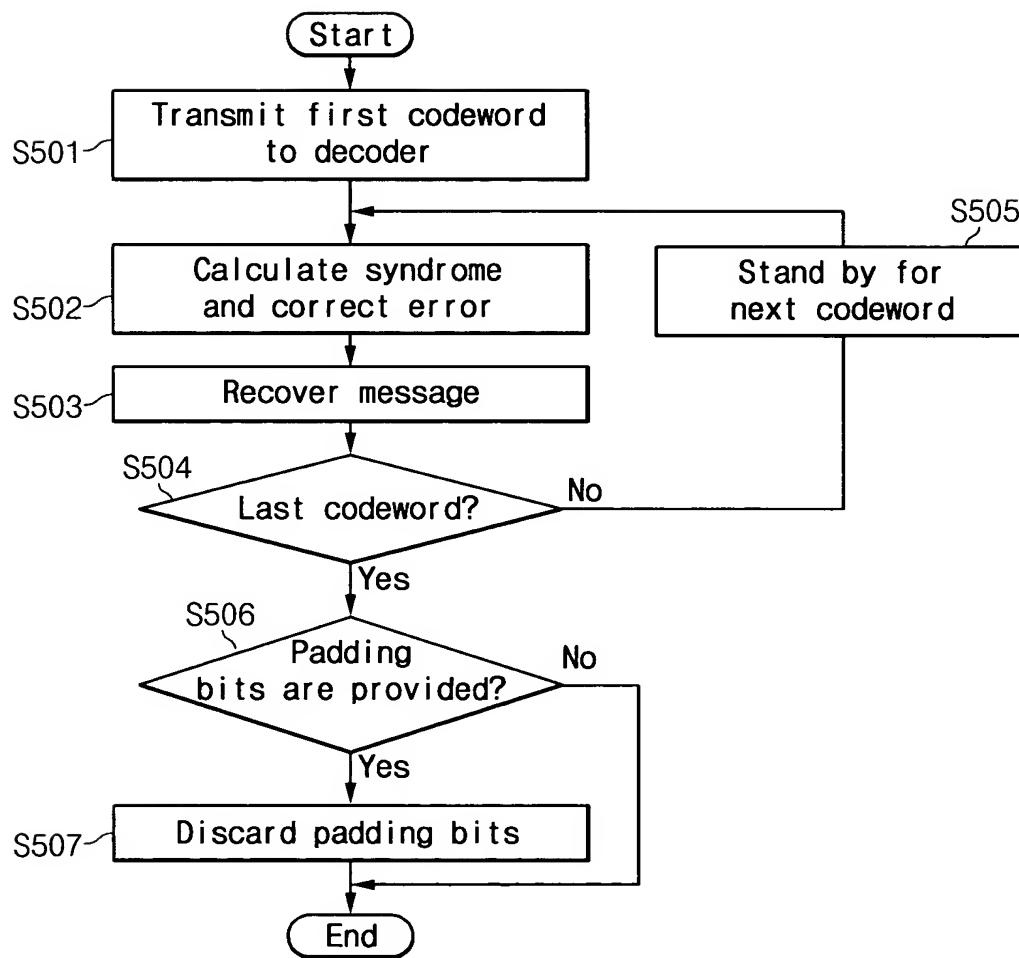 Start
Transmit first codeword
to decoder
S501
S505
Stand by for
next codeword
Calculate syndrome
and correct error
S502
Recover message
S503
S504
Last codeword?
No
Yes
S506
Padding
bits are provided?
No
Yes
Discard padding bits
S507
End